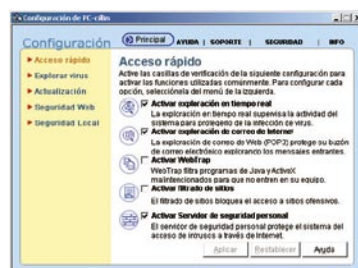 Configuración de PC-cillin
Configuración
Principal AYUDA | SOPORTE | SEGURIDAD | INFO
Acceso rápido
Explorar virus
Actualización
Seguridad Web
Seguridad Local
Acceso rápido
Active las casillas de verificación de la siguiente configuración para
activar las funciones utilizadas comúnmente. Para configurar cada
opción, selecciónela del menú de la izquierda.
Activar exploración en tiempo real
La exploración en tiempo real supervisa la actividad del
sistema para protegerlo de la infección de virus.
Activar exploración de correo de Internet
La exploración de correo de Web (POP3) protege su buzón
de correo electrónico explorando los mensajes entrantes.
Activar WebTrap
WebTrap filtra programas de Java y ActiveX
malintencionados para que no entren en su equipo.
Activar filtrado de sitios
El filtrado de sitios bloquea el acceso a sitios ofensivos.
Activar Servidor de seguridad personal
El servidor de seguridad personal protege el sistema del
acceso de intrusos a través de Internet.
Aplicar Restablecer Ayuda